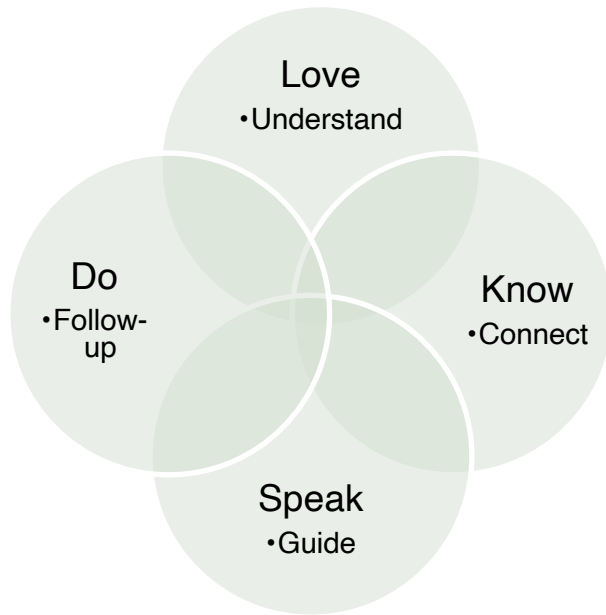 Love
•Understand
Do
•Follow-
up
Know
•Connect
Speak
•Guide